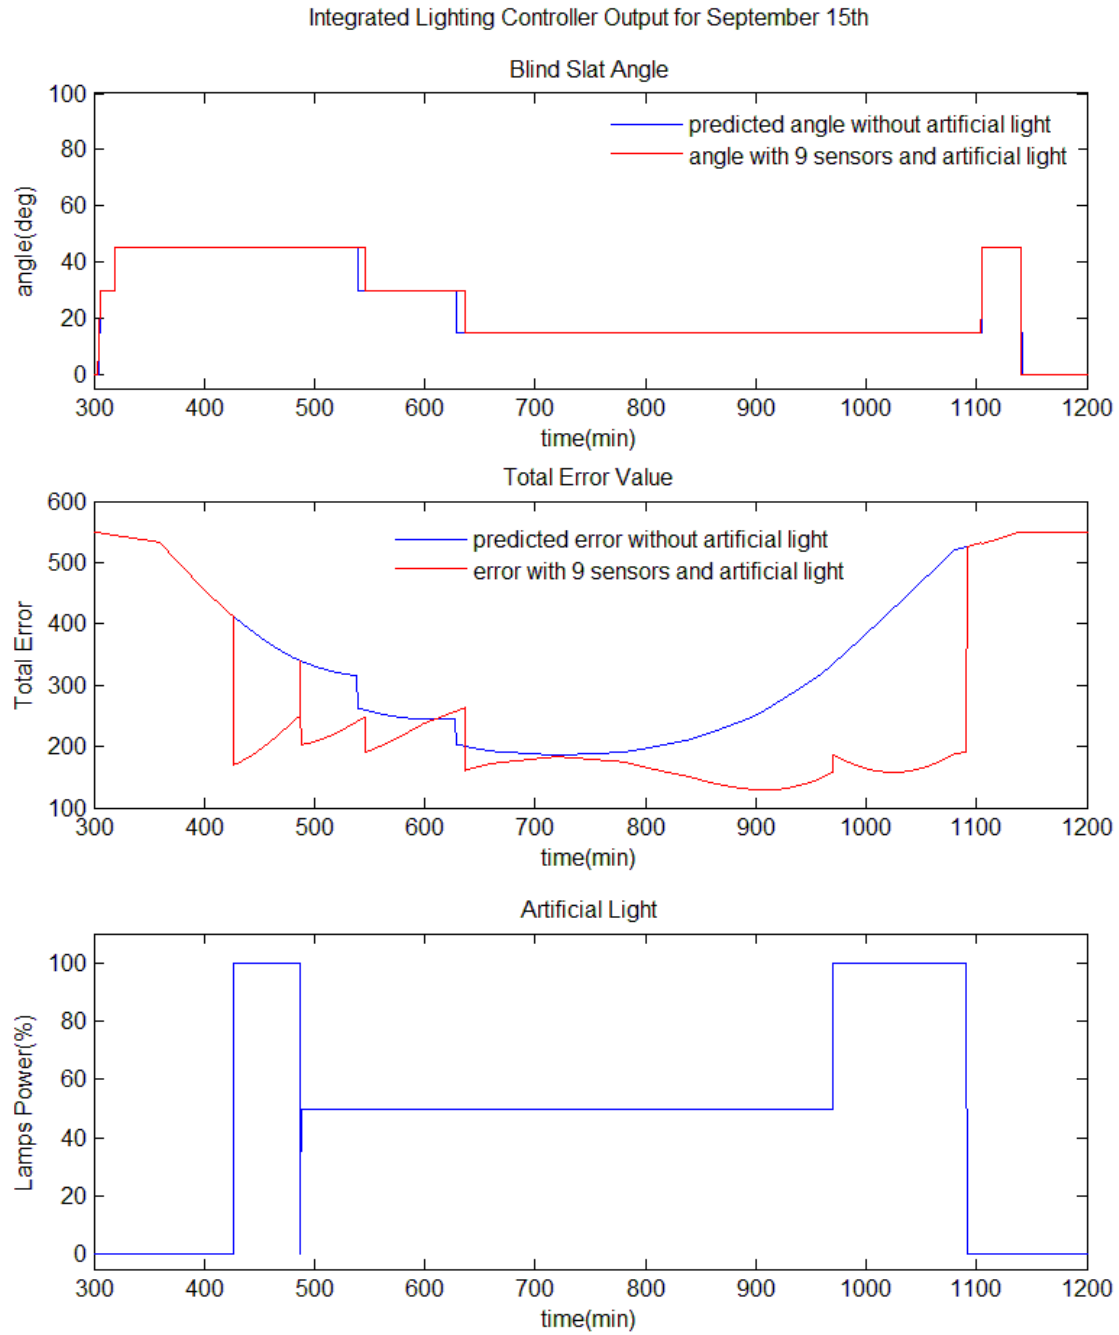 Integrated Lighting Controller Output for September 15th
Blind Slat Angle
100
80
60
40
20
0
angle(deg)
predicted angle without artificial light
angle with 9 sensors and artificial light
300 400 500 600 700 800 900 1000 1100 1200
time(min)
Total Error Value
600
500
400
300
200
100
Total Error
predicted error without artificial light
error with 9 sensors and artificial light
300 400 500 600 700 800 900 1000 1100 1200
time(min)
Artificial Light
100
80
60
40
20
0
Lamps Power(%)
300 400 500 600 700 800 900 1000 1100 1200
time(min)